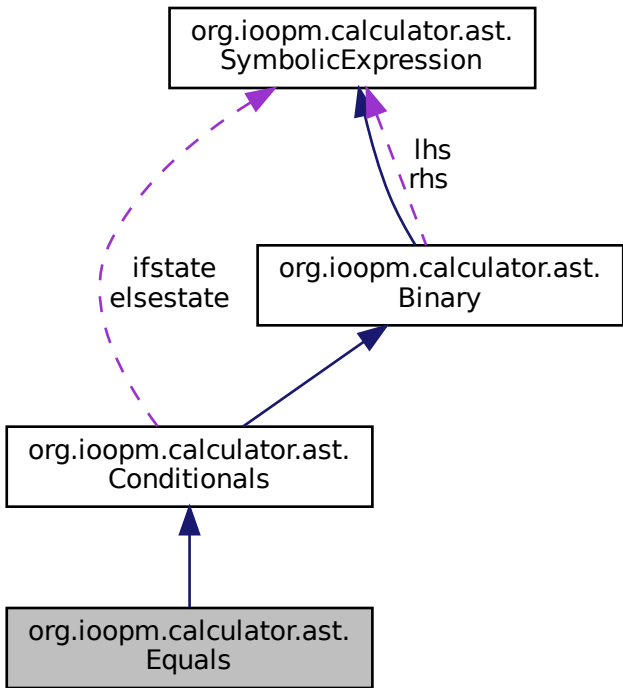 org.ioopm.calculator.ast.
SymbolicExpression
lhs
rhs
org.ioopm.calculator.ast.
Binary
ifstate
elsestate
org.ioopm.calculator.ast.
Conditionals
org.ioopm.calculator.ast.
Equals